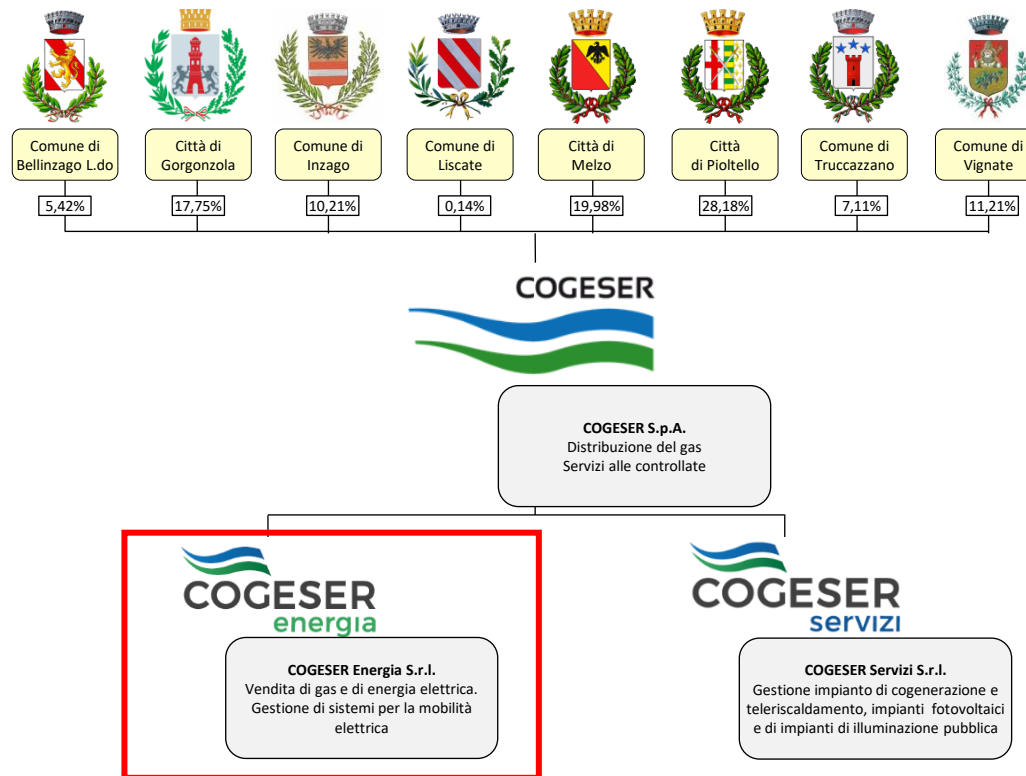 Comune di
Bellinzago L.do
Città di
Gorgonzola
Comune di
Inzago
Comune di
Liscate
Città di
Melzo
Città
di Pioltello
Comune di
Truccazzano
Comune di
Vignate
5,42%
17,75%
10,21%
0,14%
19,98%
28,18%
7,11%
11,21%
COGESER
COGESER S.p.A.
Distribuzione del gas
Servizi alle controllate
COGESER
energia
COGESER Energia S.r.l.
Vendita di gas e di energia elettrica.
Gestione di sistemi per la mobilità
elettrica
COGESER
servizi
COGESER Servizi S.r.l.
Gestione impianto di cogenerazione e
teleriscaldamento, impianti fotovoltaici
e di impianti di illuminazione pubblica